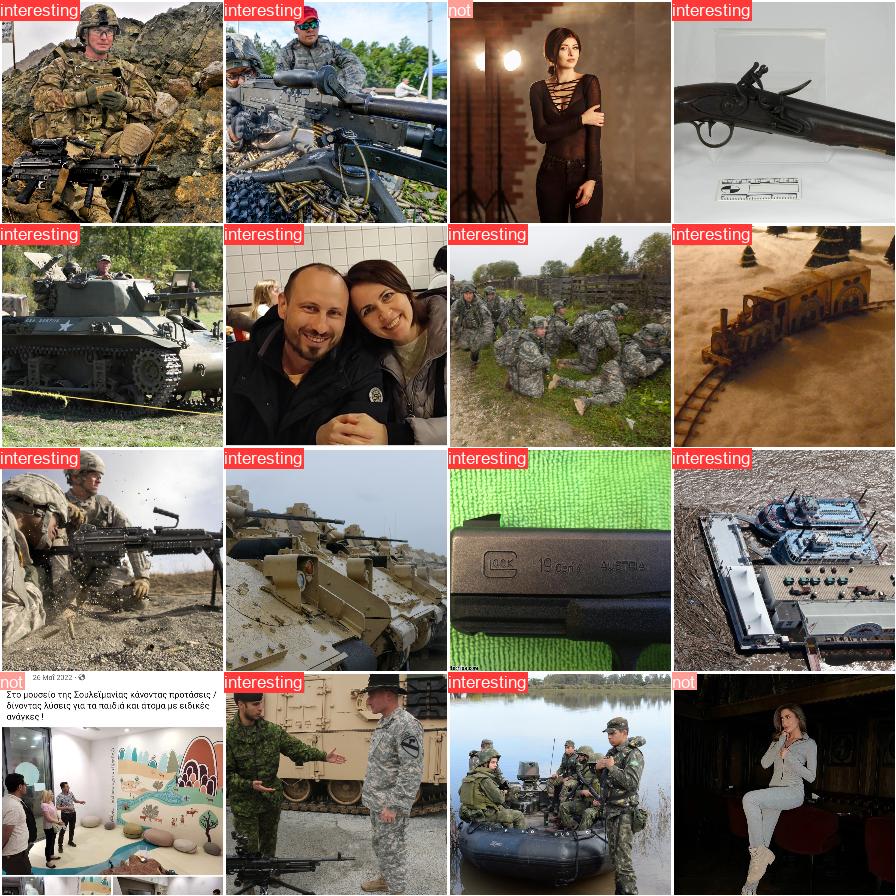 interesting
interesting
not
interesting
interesting
interesting
interesting
interesting
interesting
interesting
interesting
interesting
GLOCK
19 Gen4 AUSTRIA
not
26 Μαΐ 2022
Στο μουσείο της Σουλεϊμανίας κάνοντας προτάσεις /
δίνοντας λύσεις για τα παιδιά και άτομα με ειδικές
ανάγκες !
interesting
interesting
not